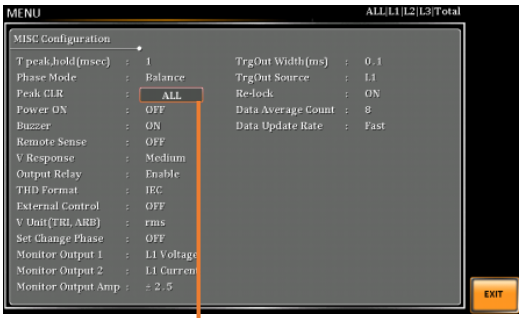 MENU
ALL|L1|L2|L3|Total
MISC Configuration
T peak,hold(msec) : 1
Phase Mode : Balance
Peak CLR : ALL
Power ON : OFF
Buzzer : ON
Remote Sense : OFF
V Response : Medium
Output Relay : Enable
THD Format : IEC
External Control : OFF
V Unit(TRI, ARB) : rms
Set Change Phase : OFF
Monitor Output 1 : L1 Voltage
Monitor Output 2 : L1 Current
Monitor Output Amp : ± 2.5
TrgOut Width(ms) : 0.1
TrgOut Source : L1
Re-lock : ON
Data Average Count : 8
Data Update Rate : Fast
EXIT